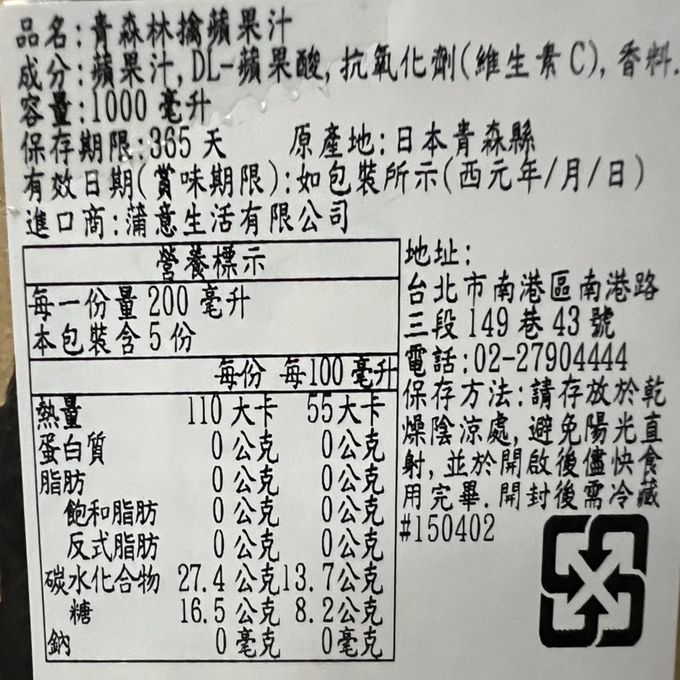 品名:青森林擒蘋果汁
成分:蘋果汁,DL-蘋果酸,抗氧化劑(維生素C),香料.
容量:1000毫升
保存期限:365天 原產地:日本青森縣
有效日期(賞味期限):如包裝所示(西元年/月/日)
進口商:蒲意生活有限公司
營養標示
每一份量 200 毫升
本包裝含 5 份
每份 每100毫升
熱量 110 大卡 55 大卡
蛋白質 0 公克 0 公克
脂肪 0 公克 0 公克
飽和脂肪 0 公克 0 公克
反式脂肪 0 公克 0 公克
碳水化合物 27.4 公克 13.7 公克
糖 16.5 公克 8.2 公克
鈉 0 毫克 0 毫克
地址:
台北市南港區南港路
三段149巷43號
電話:02-27904444
保存方法:請存放於乾
燥陰涼處,避免陽光直
射,並於開啟後儘快食
用完畢.開封後需冷藏
#150402